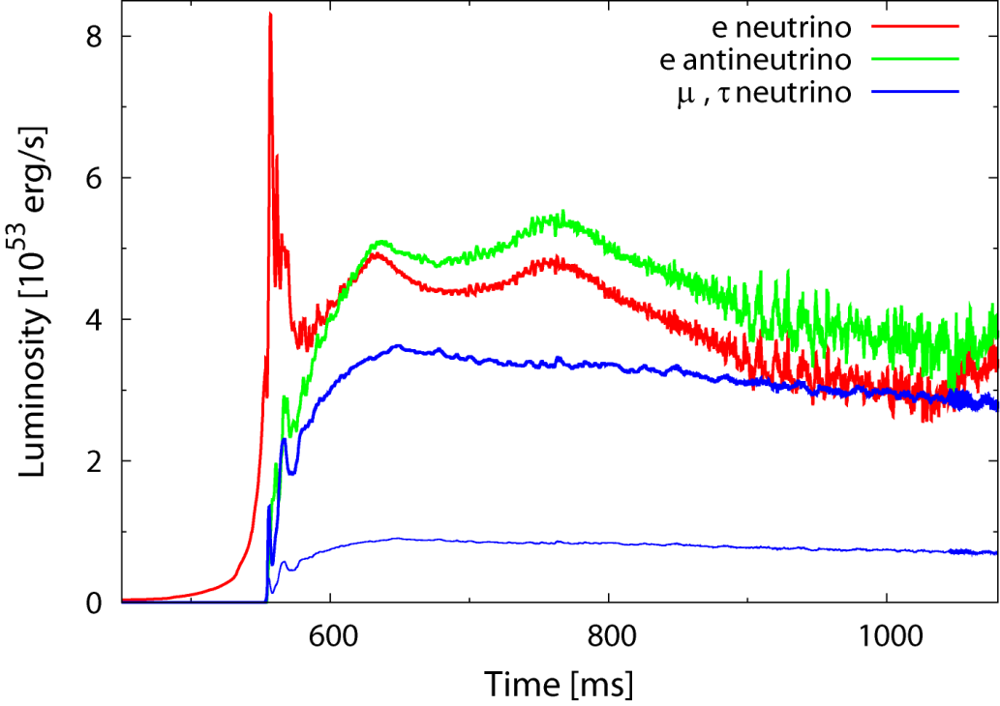 e neutrino
e antineutrino
μ , τ neutrino
8
6
4
2
0
Luminosity [10^53 erg/s]
600 800 1000
Time [ms]